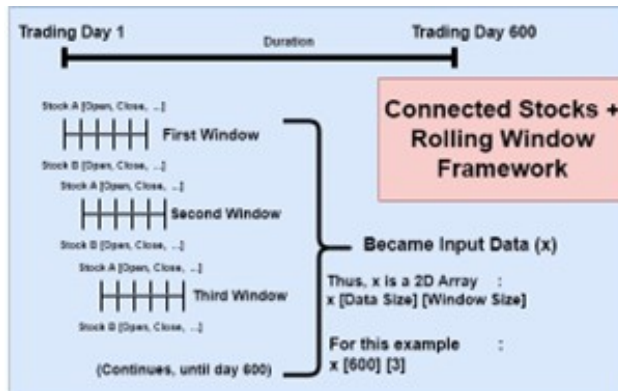 Trading Day 1
Duration
Trading Day 600
Connected Stocks +
Rolling Window
Framework
Stock A [Open, Close, ...]
First Window
Stock B [Open, Close, ...]
Stock A [Open, Close, ...]
Second Window
Stock B [Open, Close, ...]
Stock A [Open, Close, ...]
Third Window
Stock B [Open, Close, ...]
(Continues, until day 600)
Became Input Data (x)
Thus, x is a 2D Array :
x [Data Size] [Window Size]
For this example :
x [600] [3]